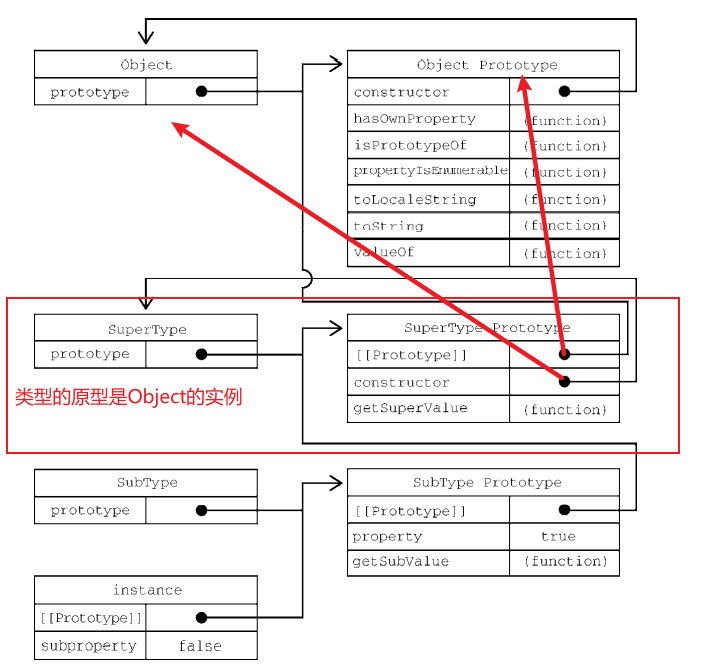 Object
prototype
Object Prototype
constructor
hasOwnProperty (function)
isPrototypeOf (function)
propertyIsEnumerable (function)
toLocaleString (function)
toString (function)
valueOf (function)
SuperType
prototype
SuperType Prototype
[[Prototype]]
constructor
getSuperValue (function)
类型的原型是Object的实例
SubType
prototype
SubType Prototype
[[Prototype]]
property true
getSubValue (function)
instance
[[Prototype]]
subproperty false